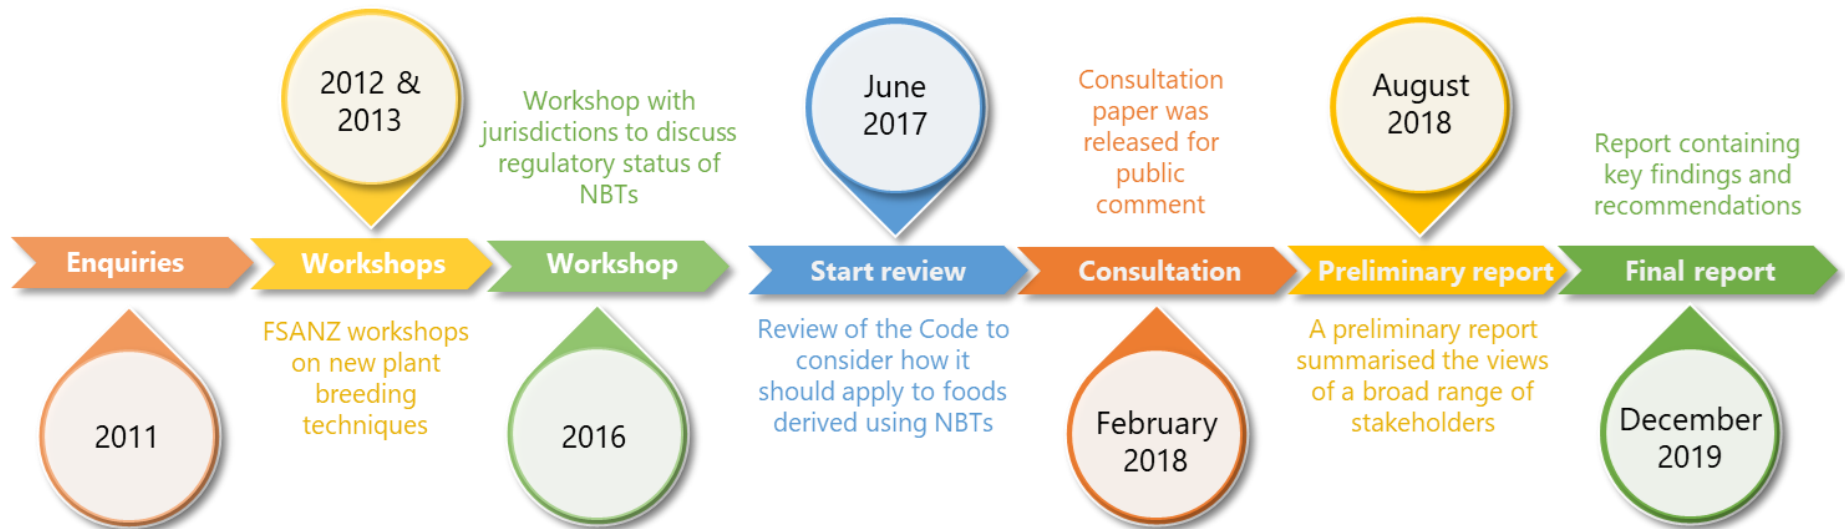 Enquiries
2011
2012 &
2013
Workshops
FSANZ workshops
on new plant
breeding
techniques
Workshop with
jurisdictions to discuss
regulatory status of
NBTs
Workshop
2016
June
2017
Start review
Review of the Code to
consider how it
should apply to foods
derived using NBTs
Consultation
paper was
released for
public
comment
Consultation
February
2018
August
2018
Preliminary report
A preliminary report
summarised the views
of a broad range of
stakeholders
Report containing
key findings and
recommendations
Final report
December
2019